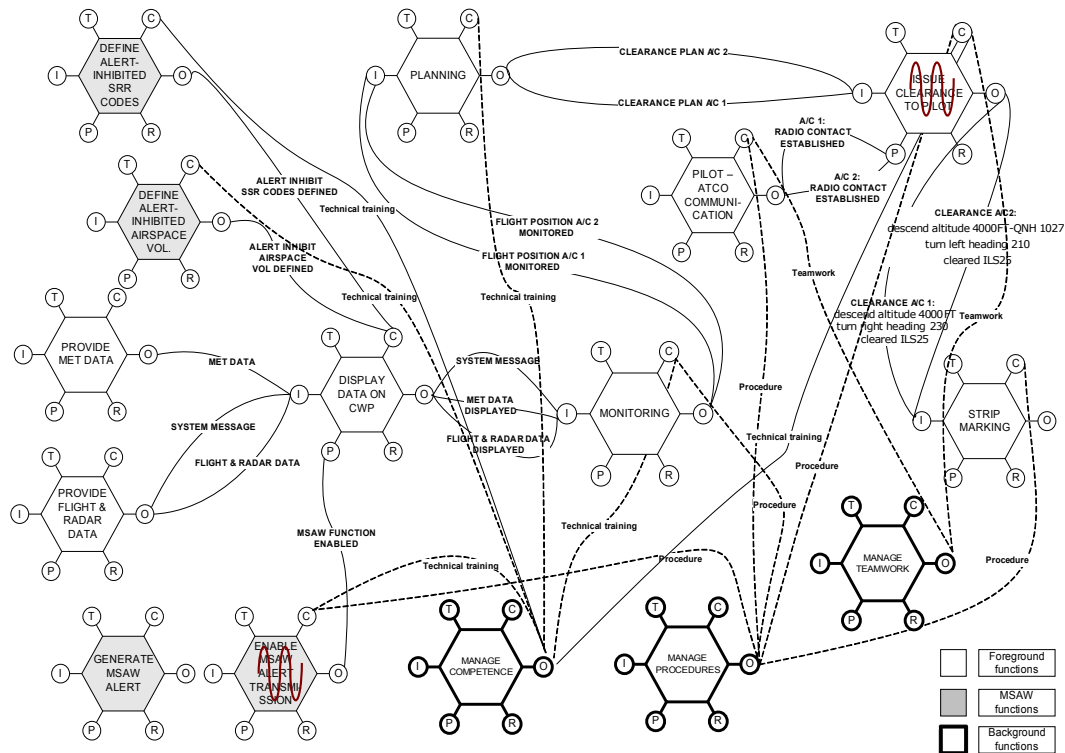 T
C
DEFINE
ALERT-
INHIBITED
SRR
CODES
I
O
P
R
T
C
PLANNING
I
O
P
R
CLEARANCE PLAN A/C 2
CLEARANCE PLAN A/C 1
T
C
ISSUE
CLEARANCE
TO PILOT
I
O
P
R
T
C
DEFINE
ALERT-
INHIBITED
AIRSPACE
VOL.
I
O
P
R
ALERT INHIBIT
SSR CODES DEFINED
Technical training
ALERT INHIBIT
AIRSPACE
VOL DEFINED
FLIGHT POSITION A/C 2
MONITORED
FLIGHT POSITION A/C 1
MONITORED
T
C
PILOT –
ATCO
COMMUNI-
CATION
I
O
P
R
A/C 1:
RADIO CONTACT
ESTABLISHED
A/C 2:
RADIO CONTACT
ESTABLISHED
CLEARANCE A/C2:
descend altitude 4000FT-QNH 1027
turn left heading 210
cleared ILS25
Teamwork
Technical training
Technical training
CLEARANCE A/C 1:
descend altitude 4000 FT
turn right heading 230
cleared ILS25
Teamwork
T
C
PROVIDE
MET DATA
I
O
P
R
MET DATA
SYSTEM MESSAGE
FLIGHT & RADAR DATA
C
DISPLAY
DATA ON
CWP
I
O
P
R
SYSTEM MESSAGE
MET DATA
DISPLAYED
FLIGHT & RADAR DATA
DISPLAYED
T
C
MONITORING
I
O
P
R
Procedure
Technical training
Procedure
T
C
STRIP
MARKING
I
O
P
R
T
C
PROVIDE
FLIGHT &
RADAR
DATA
I
O
P
R
MSAW FUNCTION
ENABLED
Technical training
Procedure
Technical training
Procedure
Procedure
T
C
MANAGE
TEAMWORK
I
O
P
R
T
C
GENERATE
MSAW
ALERT
I
O
P
R
T
C
ENABLE
MSAW
ALERT
TRANSMI-
SSION
I
O
P
R
T
C
MANAGE
COMPETENCE
I
O
P
R
T
C
MANAGE
PROCEDURES
I
O
P
R
Foreground
functions
MSAW
functions
Background
functions